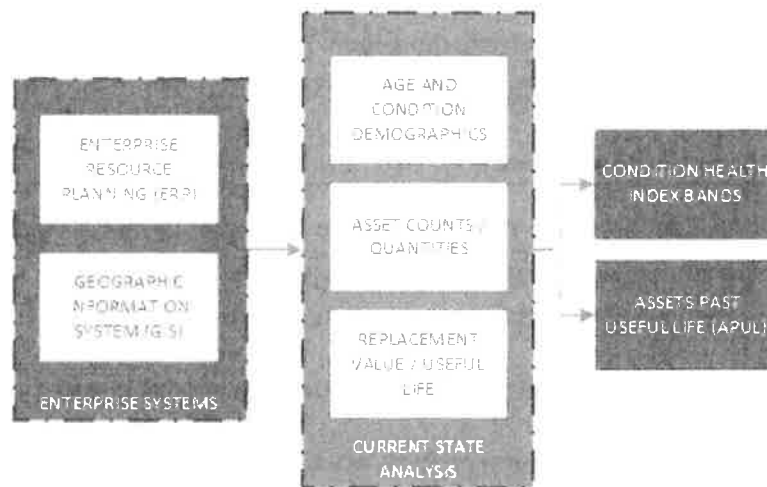 ENTERPRISE
RESOURCE
PLANNING (ERP)
GEOGRAPHIC
INFORMATION
SYSTEM (GIS)
ENTERPRISE SYSTEMS
AGE AND
CONDITION
DEMOGRAPHICS
ASSET COUNTS /
QUANTITIES
REPLACEMENT
VALUE / USEFUL
LIFE
CURRENT STATE
ANALYSIS
CONDITION HEALTH
INDEX BANDS
ASSETS PAST
USEFUL LIFE (APUL)